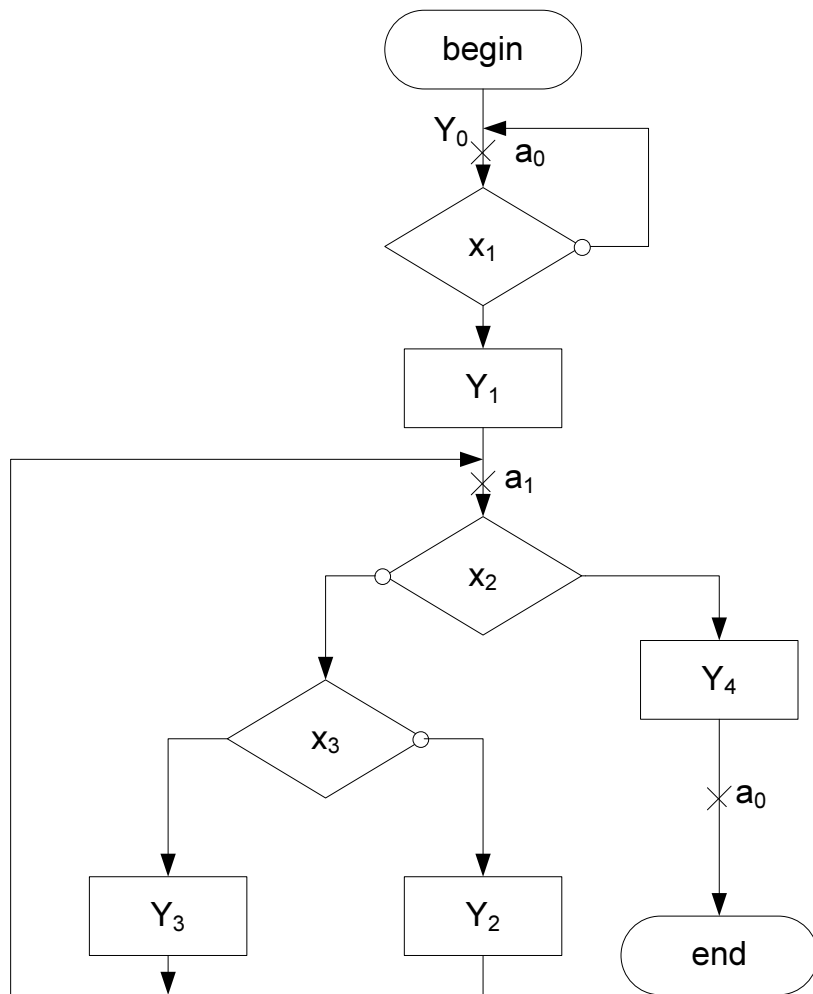 begin
Y₀
a₀
x₁
Y₁
a₁
x₂
Y₄
x₃
a₀
Y₃
Y₂
end